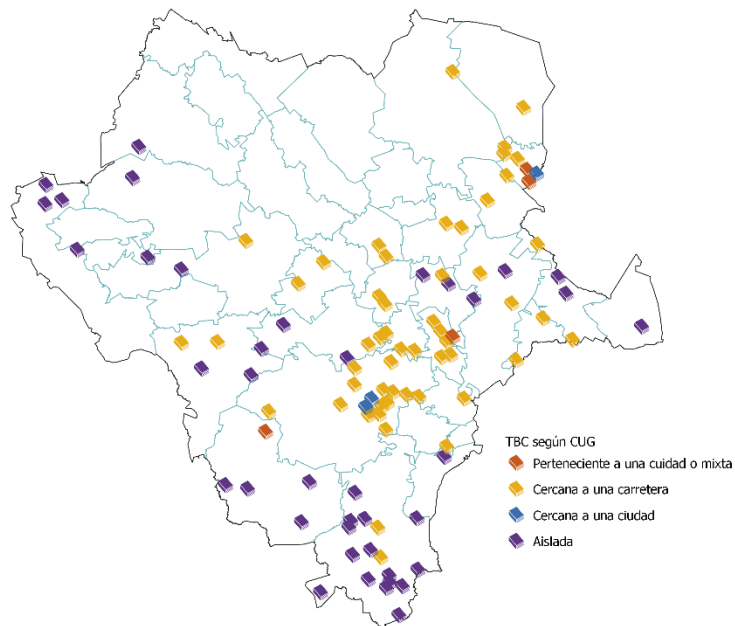 TBC según CUG
Perteneciente a una cuidad o mixta
Cercana a una carretera
Cercana a una ciudad
Aislada